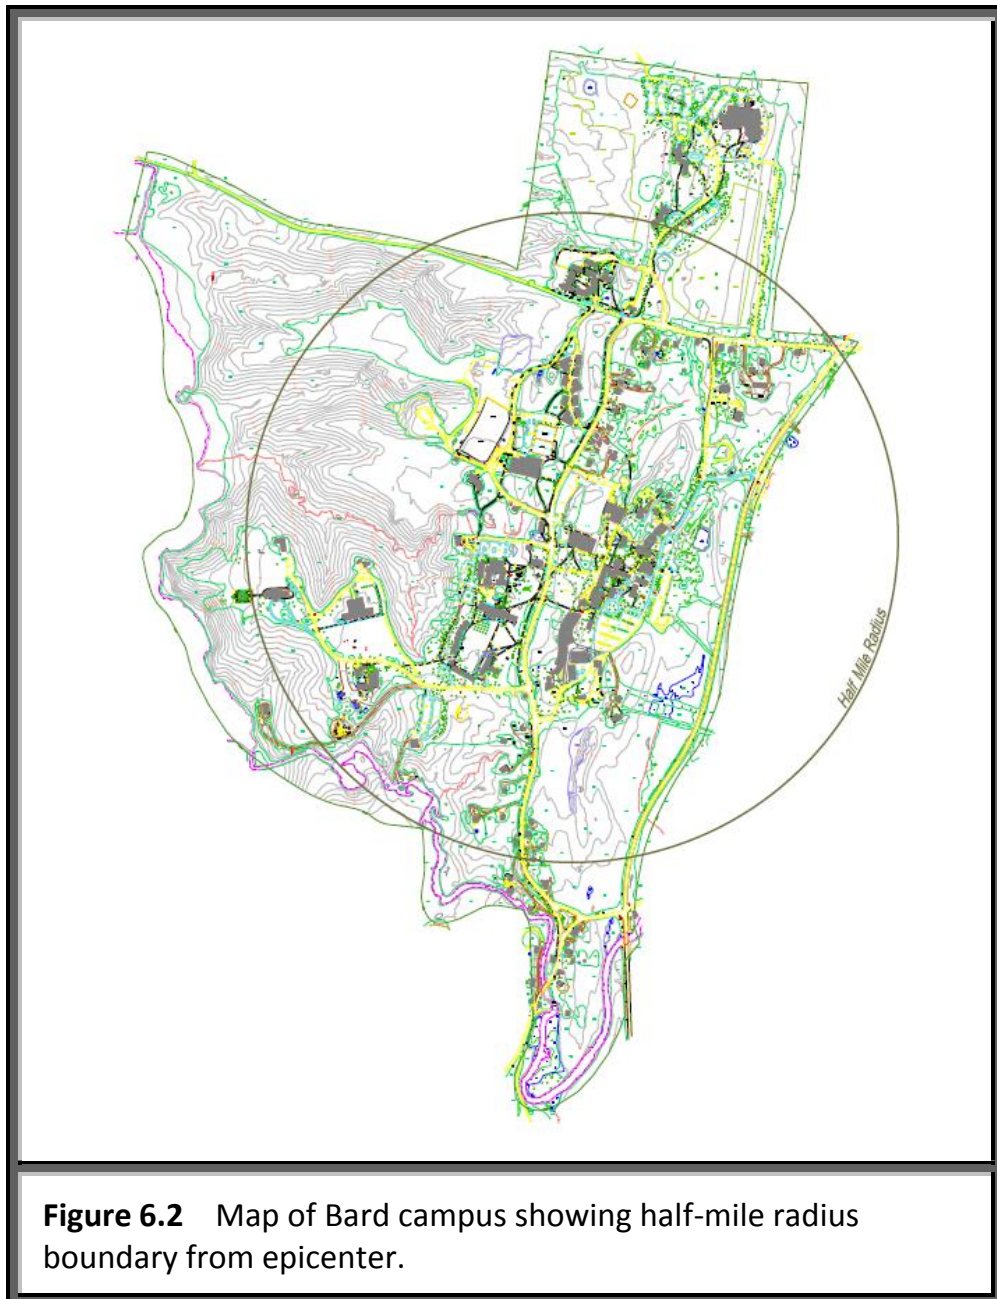 Half Mile Radius
Figure 6.2 Map of Bard campus showing half-mile radius
boundary from epicenter.